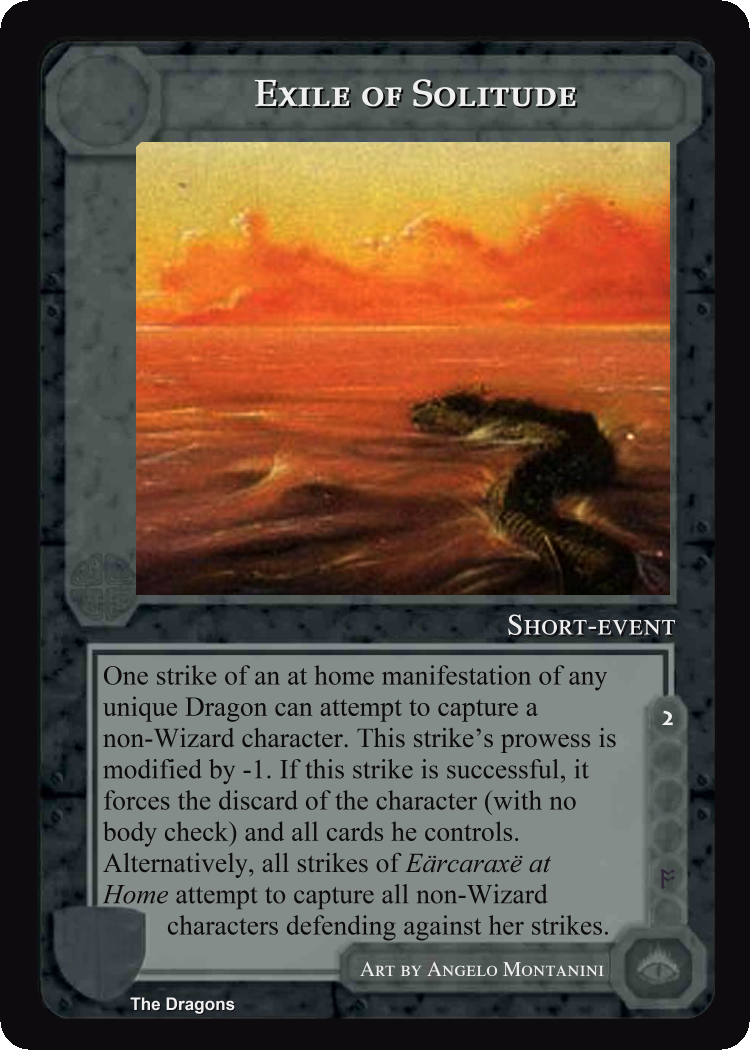 Exile of Solitude
Short-event
One strike of an at home manifestation of any
unique Dragon can attempt to capture a
non-Wizard character. This strike’s prowess is
modified by -1. If this strike is successful, it
forces the discard of the character (with no
body check) and all cards he controls.
Alternatively, all strikes of Eärcaraxë at
Home attempt to capture all non-Wizard
characters defending against her strikes.
2
Art by Angelo Montanini
The Dragons